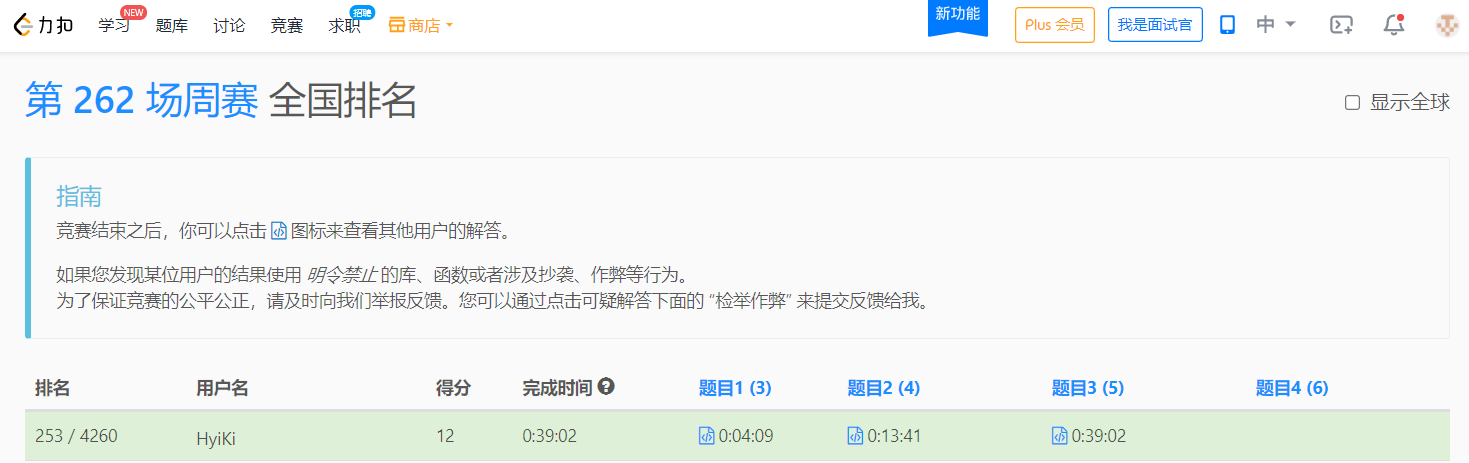 力扣 学习 NEW 题库 讨论 竞赛 求职 招聘 商店 新功能 Plus 会员 我是面试官 中
第 262 场周赛 全国排名 显示全球
指南
竞赛结束之后，你可以点击 图标来查看其他用户的解答。
如果您发现某位用户的结果使用 明令禁止 的库、函数或者涉及抄袭、作弊等行为。
为了保证竞赛的公平公正，请及时向我们举报反馈。您可以通过点击可疑解答下面的 “检举作弊” 来提交反馈给我。
排名 用户名 得分 完成时间 题目1 (3) 题目2 (4) 题目3 (5) 题目4 (6)
253 / 4260 HyiKi 12 0:39:02 0:04:09 0:13:41 0:39:02